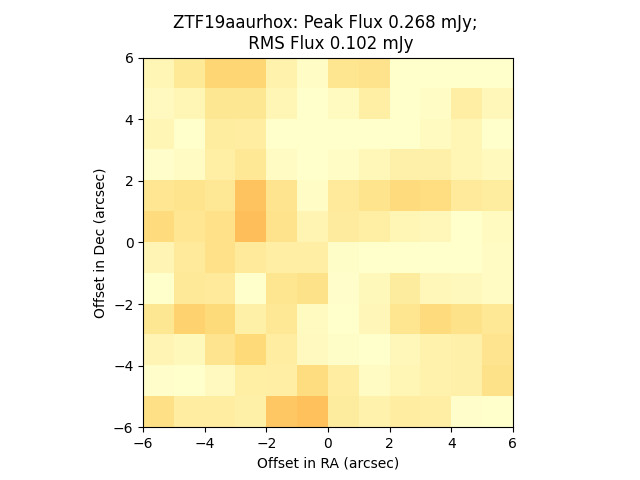 ZTF19aaurhox: Peak Flux 0.268 mJy;
RMS Flux 0.102 mJy
6
4
2
0
−2
−4
−6
Offset in Dec (arcsec)
−6 −4 −2 0 2 4 6
Offset in RA (arcsec)